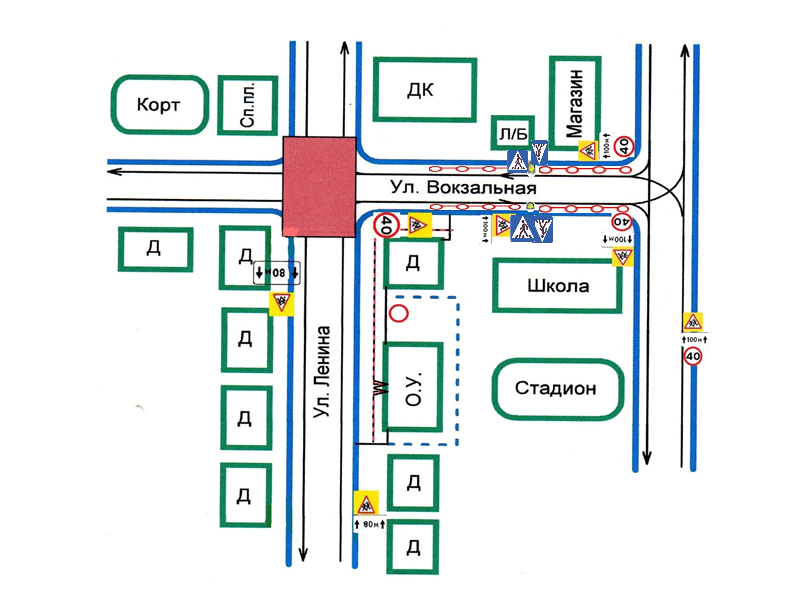 Корт
Сп.пл.
ДК
Л/Б
Магазин
100м
40
Ул. Вокзальная
Д
Д
80м
40
Д
100м
40
100м
Школа
Ул. Ленина
О.У.
Стадион
100м
40
Д
Д
Д
Д
80м
Д